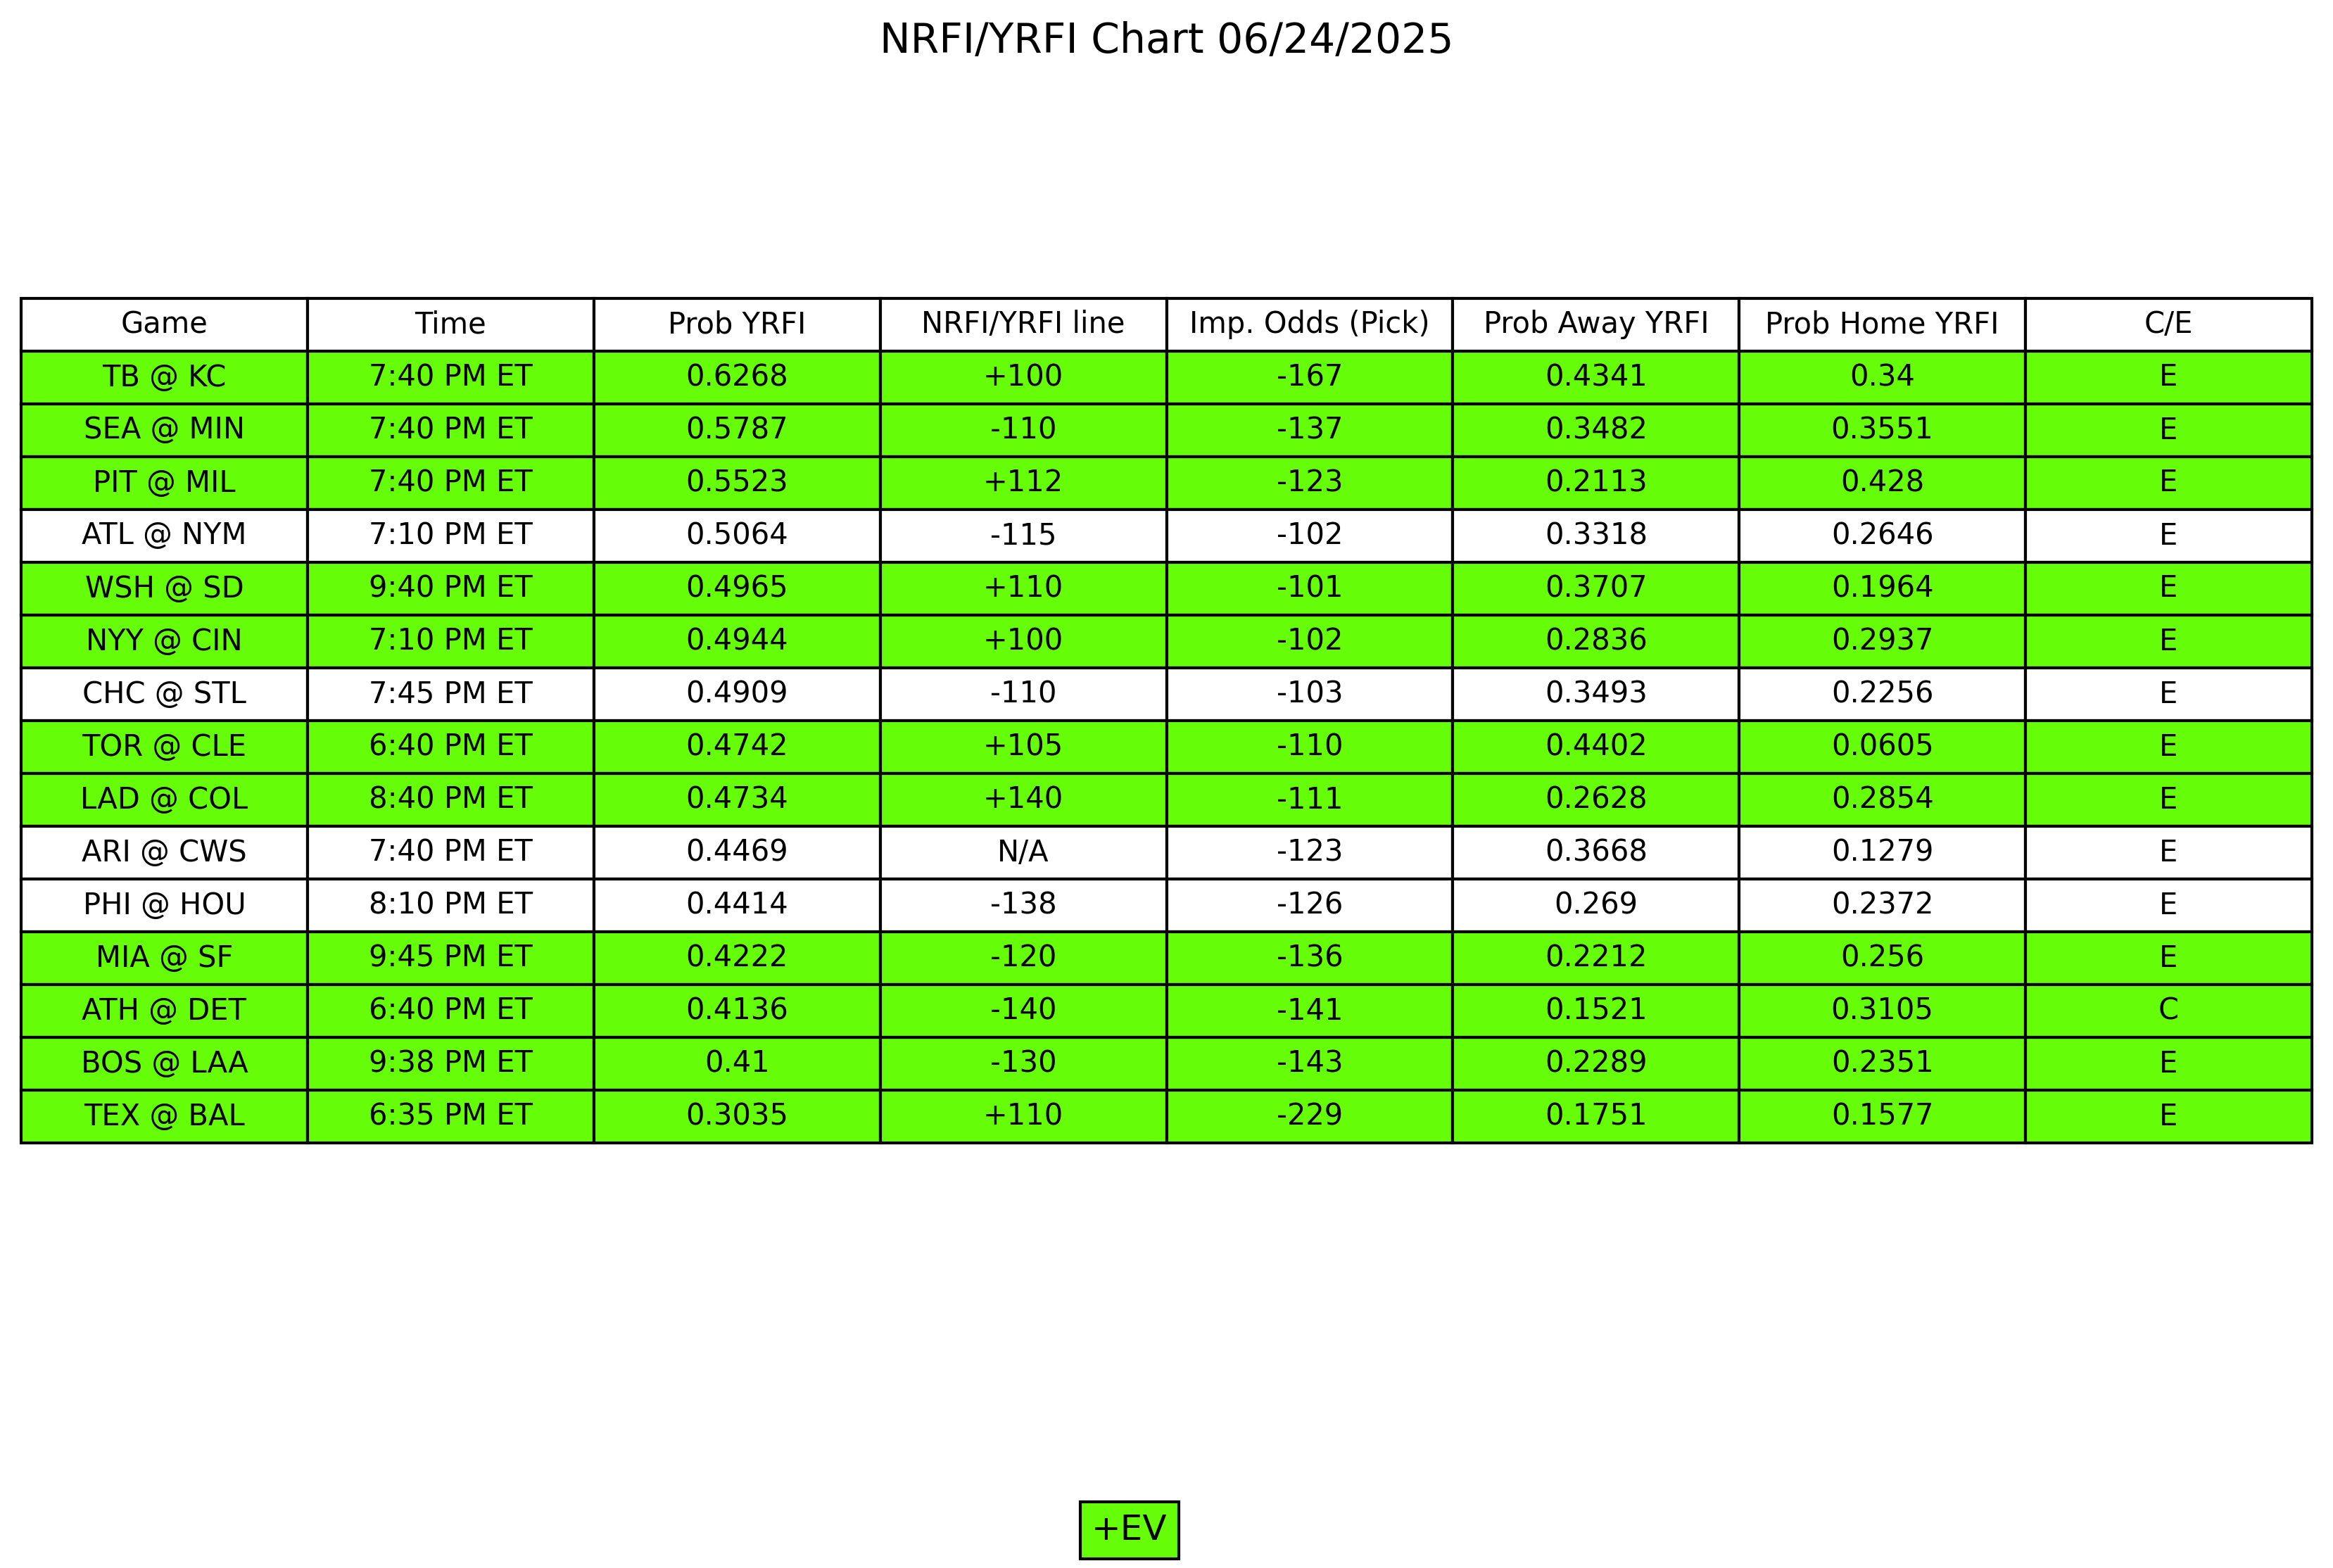 NRFI/YRFI Chart 06/24/2025
Game Time Prob YRFI NRFI/YRFI line Imp. Odds (Pick) Prob Away YRFI Prob Home YRFI C/E
TB @ KC 7:40 PM ET 0.6268 +100 -167 0.4341 0.34 E
SEA @ MIN 7:40 PM ET 0.5787 -110 -137 0.3482 0.3551 E
PIT @ MIL 7:40 PM ET 0.5523 +112 -123 0.2113 0.428 E
ATL @ NYM 7:10 PM ET 0.5064 -115 -102 0.3318 0.2646 E
WSH @ SD 9:40 PM ET 0.4965 +110 -101 0.3707 0.1964 E
NYY @ CIN 7:10 PM ET 0.4944 +100 -102 0.2836 0.2937 E
CHC @ STL 7:45 PM ET 0.4909 -110 -103 0.3493 0.2256 E
TOR @ CLE 6:40 PM ET 0.4742 +105 -110 0.4402 0.0605 E
LAD @ COL 8:40 PM ET 0.4734 +140 -111 0.2628 0.2854 E
ARI @ CWS 7:40 PM ET 0.4469 N/A -123 0.3668 0.1279 E
PHI @ HOU 8:10 PM ET 0.4414 -138 -126 0.269 0.2372 E
MIA @ SF 9:45 PM ET 0.4222 -120 -136 0.2212 0.256 E
ATH @ DET 6:40 PM ET 0.4136 -140 -141 0.1521 0.3105 C
BOS @ LAA 9:38 PM ET 0.41 -130 -143 0.2289 0.2351 E
TEX @ BAL 6:35 PM ET 0.3035 +110 -229 0.1751 0.1577 E
+EV